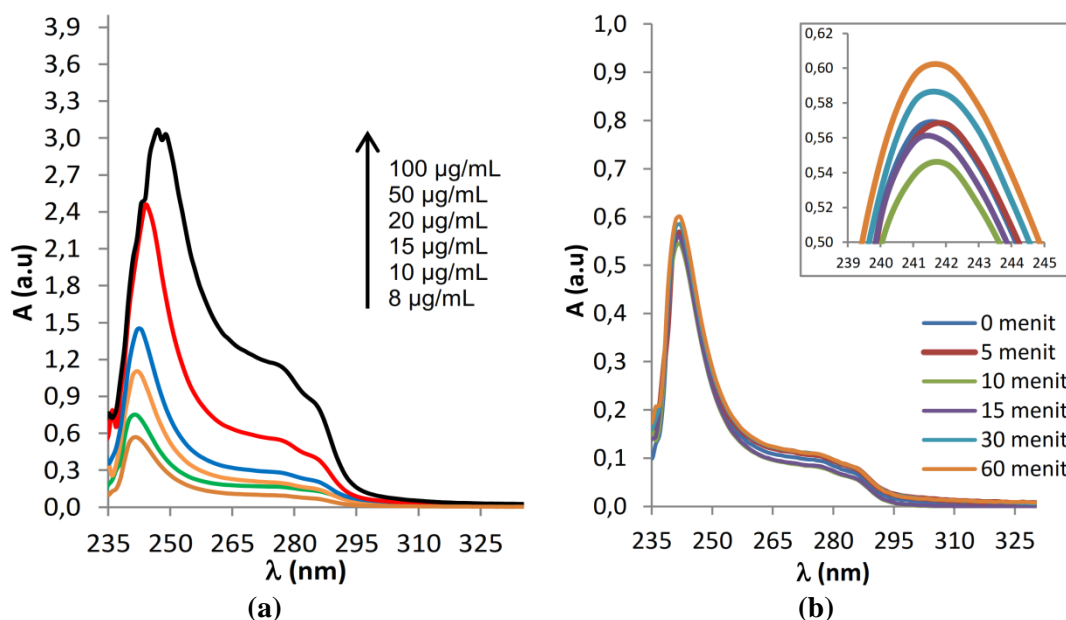 3,9
3,6
3,3
3,0
2,7
2,4
2,1
1,8
1,5
1,2
0,9
0,6
0,3
0,0
A (a.u)
100 µg/mL
50 µg/mL
20 µg/mL
15 µg/mL
10 µg/mL
8 µg/mL
235 250 265 280 295 310 325
λ (nm)
(a)
1,0
0,9
0,8
0,7
0,6
0,5
0,4
0,3
0,2
0,1
0,0
A (a.u)
0,62
0,60
0,58
0,56
0,54
0,52
0,50
239 240 241 242 243 244 245
0 menit
5 menit
10 menit
15 menit
30 menit
60 menit
235 250 265 280 295 310 325
λ (nm)
(b)